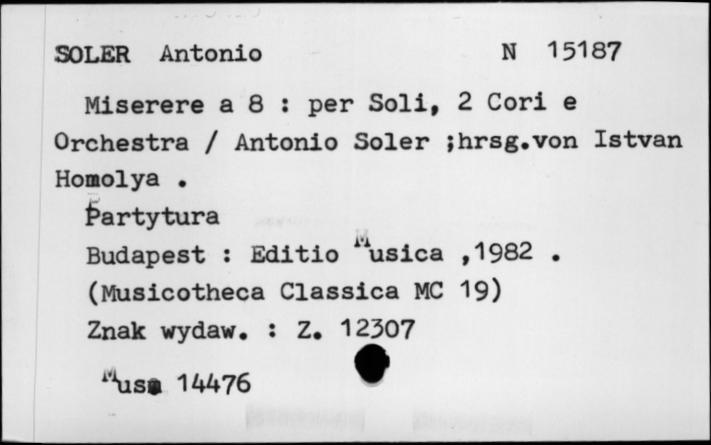 SOLER Antonio N 15187
Miserere a 8 : per Soli, 2 Cori e
Orchestra / Antonio Soler ;hrsg.von Istvan
Homolya .
Partytura
Budapest : Editio Musica ,1982 .
(Musicotheca Classica MC 19)
Znak wydaw. : Z. 12307
Mus. 14476